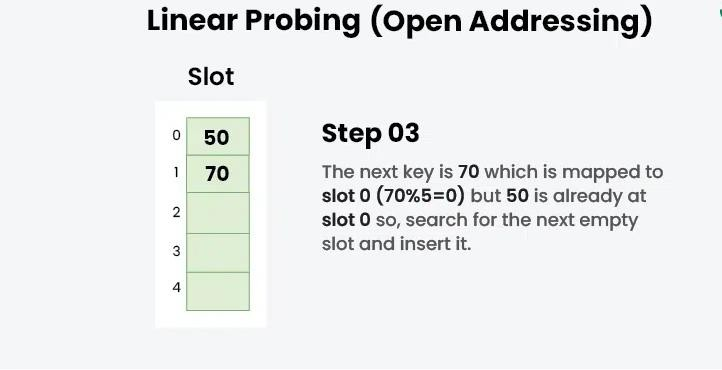 Linear Probing (Open Addressing)
Slot
0 50
1 70
2
3
4
Step 03
The next key is 70 which is mapped to
slot 0 (70%5=0) but 50 is already at
slot 0 so, search for the next empty
slot and insert it.